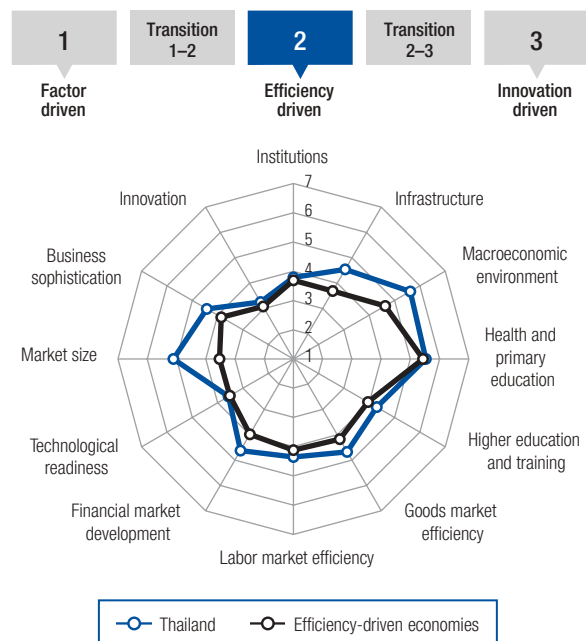 1
Transition
1–2
2
Transition
2–3
3
Factor
driven
Efficiency
driven
Innovation
driven
Institutions
7
6
5
4
3
2
1
Infrastructure
Macroeconomic
environment
Health and
primary
education
Higher education
and training
Goods market
efficiency
Labor market efficiency
Financial market
development
Technological
readiness
Market size
Business
sophistication
Innovation
Thailand
Efficiency-driven economies